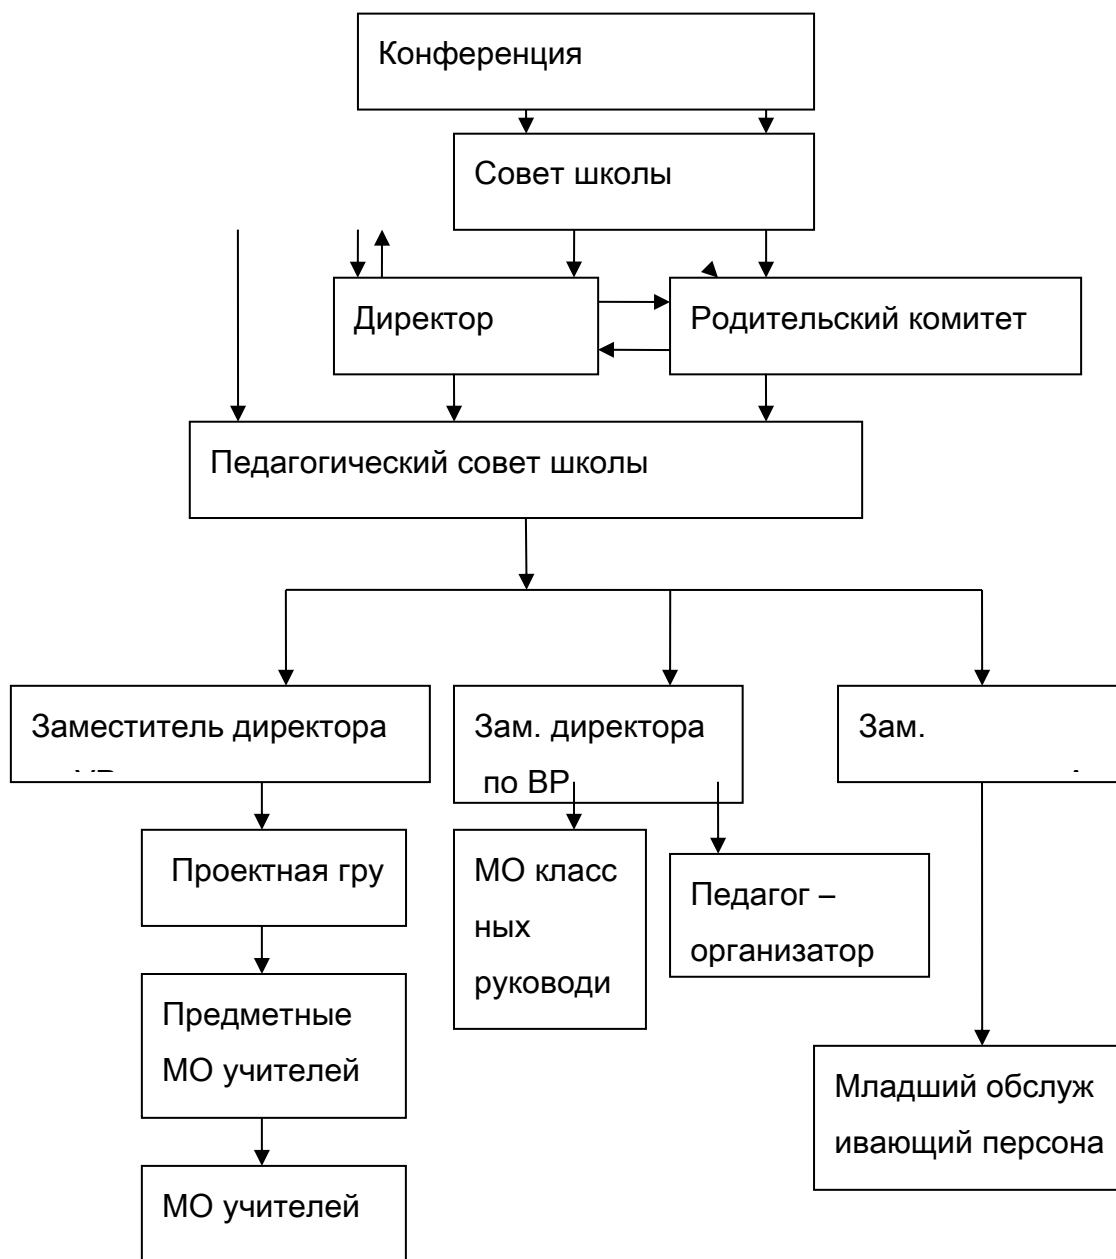 Конференция
Совет школы
Директор
Родительский комитет
Педагогический совет школы
Заместитель директора
Зам. директора
по ВР
Зам.
Проектная гру
МО класс
ных
руководи
Педагог –
организатор
Предметные
МО учителей
Младший обслуж
ивающий персона
МО учителей